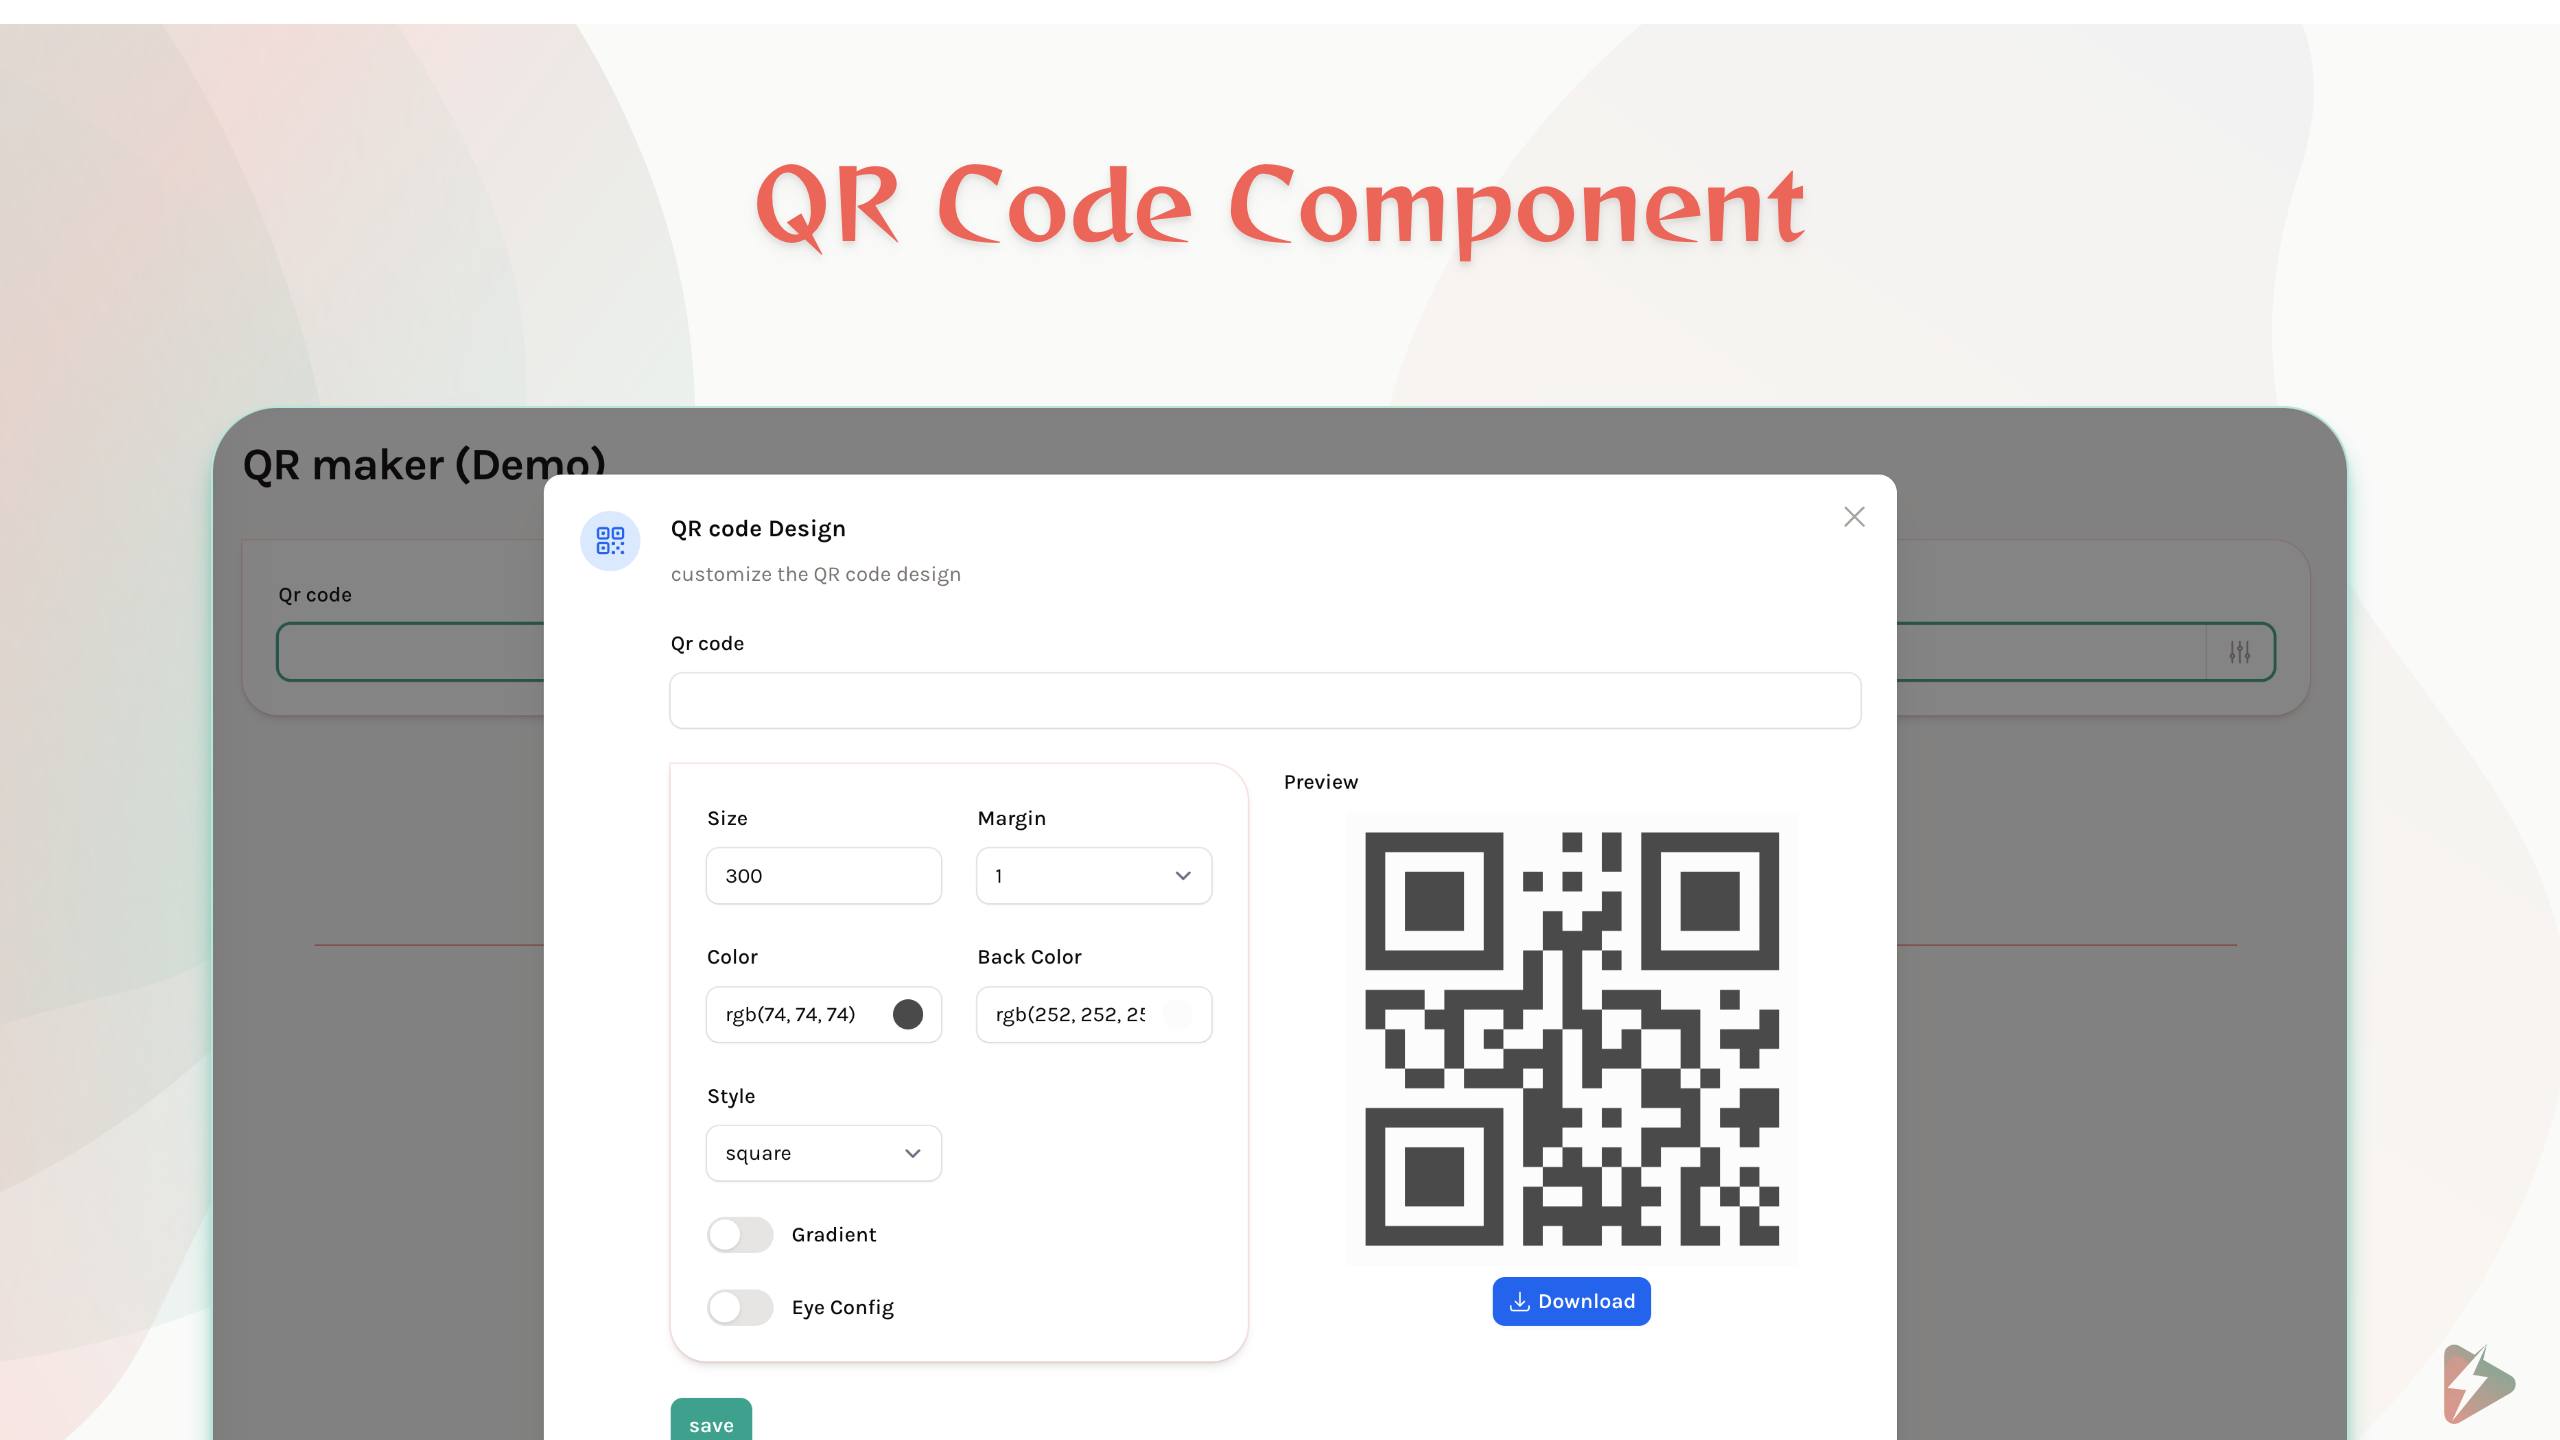 QR Code Component
QR maker (Demo)
Qr code
QR code Design
customize the QR code design
Qr code
Size
Margin
300
1
Color
Back Color
rgb(74, 74, 74)
rgb(252, 252, 25
Style
square
Gradient
Eye Config
Preview
Download
save